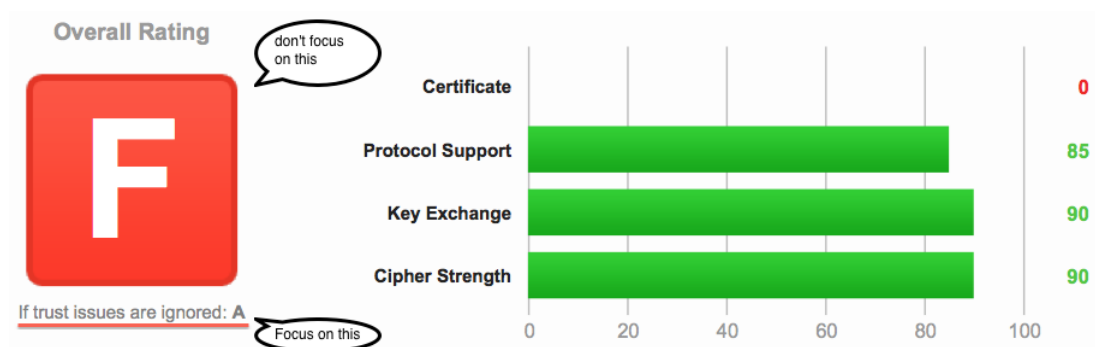 Overall Rating
don't focus
on this
F
If trust issues are ignored: A
Focus on this
Certificate 0
Protocol Support 85
Key Exchange 90
Cipher Strength 90
0 20 40 60 80 100